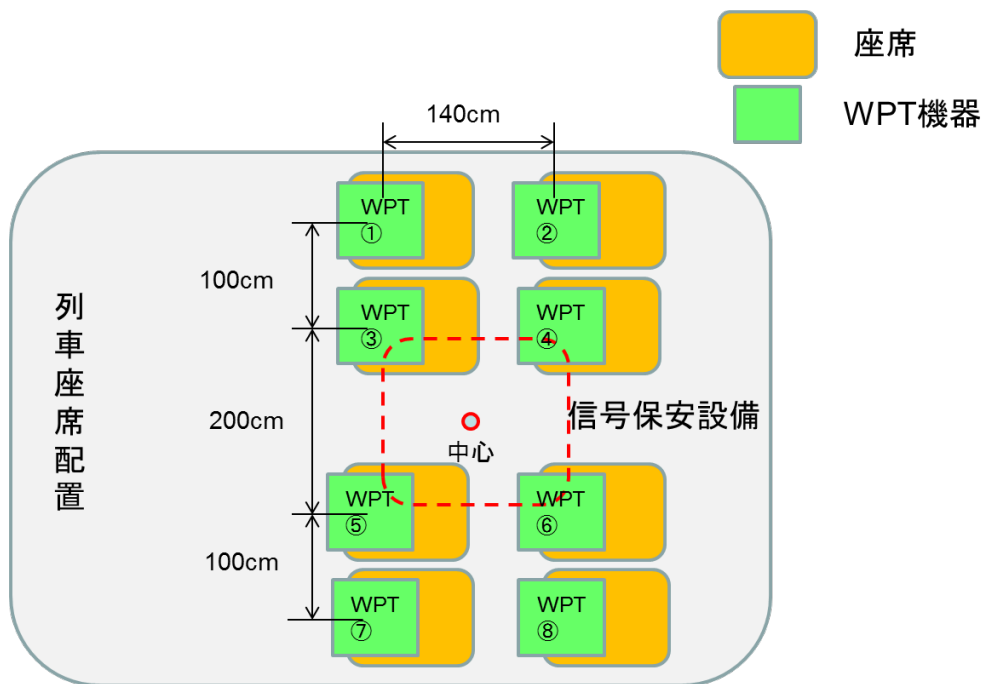 座席
WPT機器
140cm
WPT
①
WPT
②
100cm
WPT
③
WPT
④
列車座席配置
200cm
信号保安設備
中心
WPT
⑤
WPT
⑥
100cm
WPT
⑦
WPT
⑧